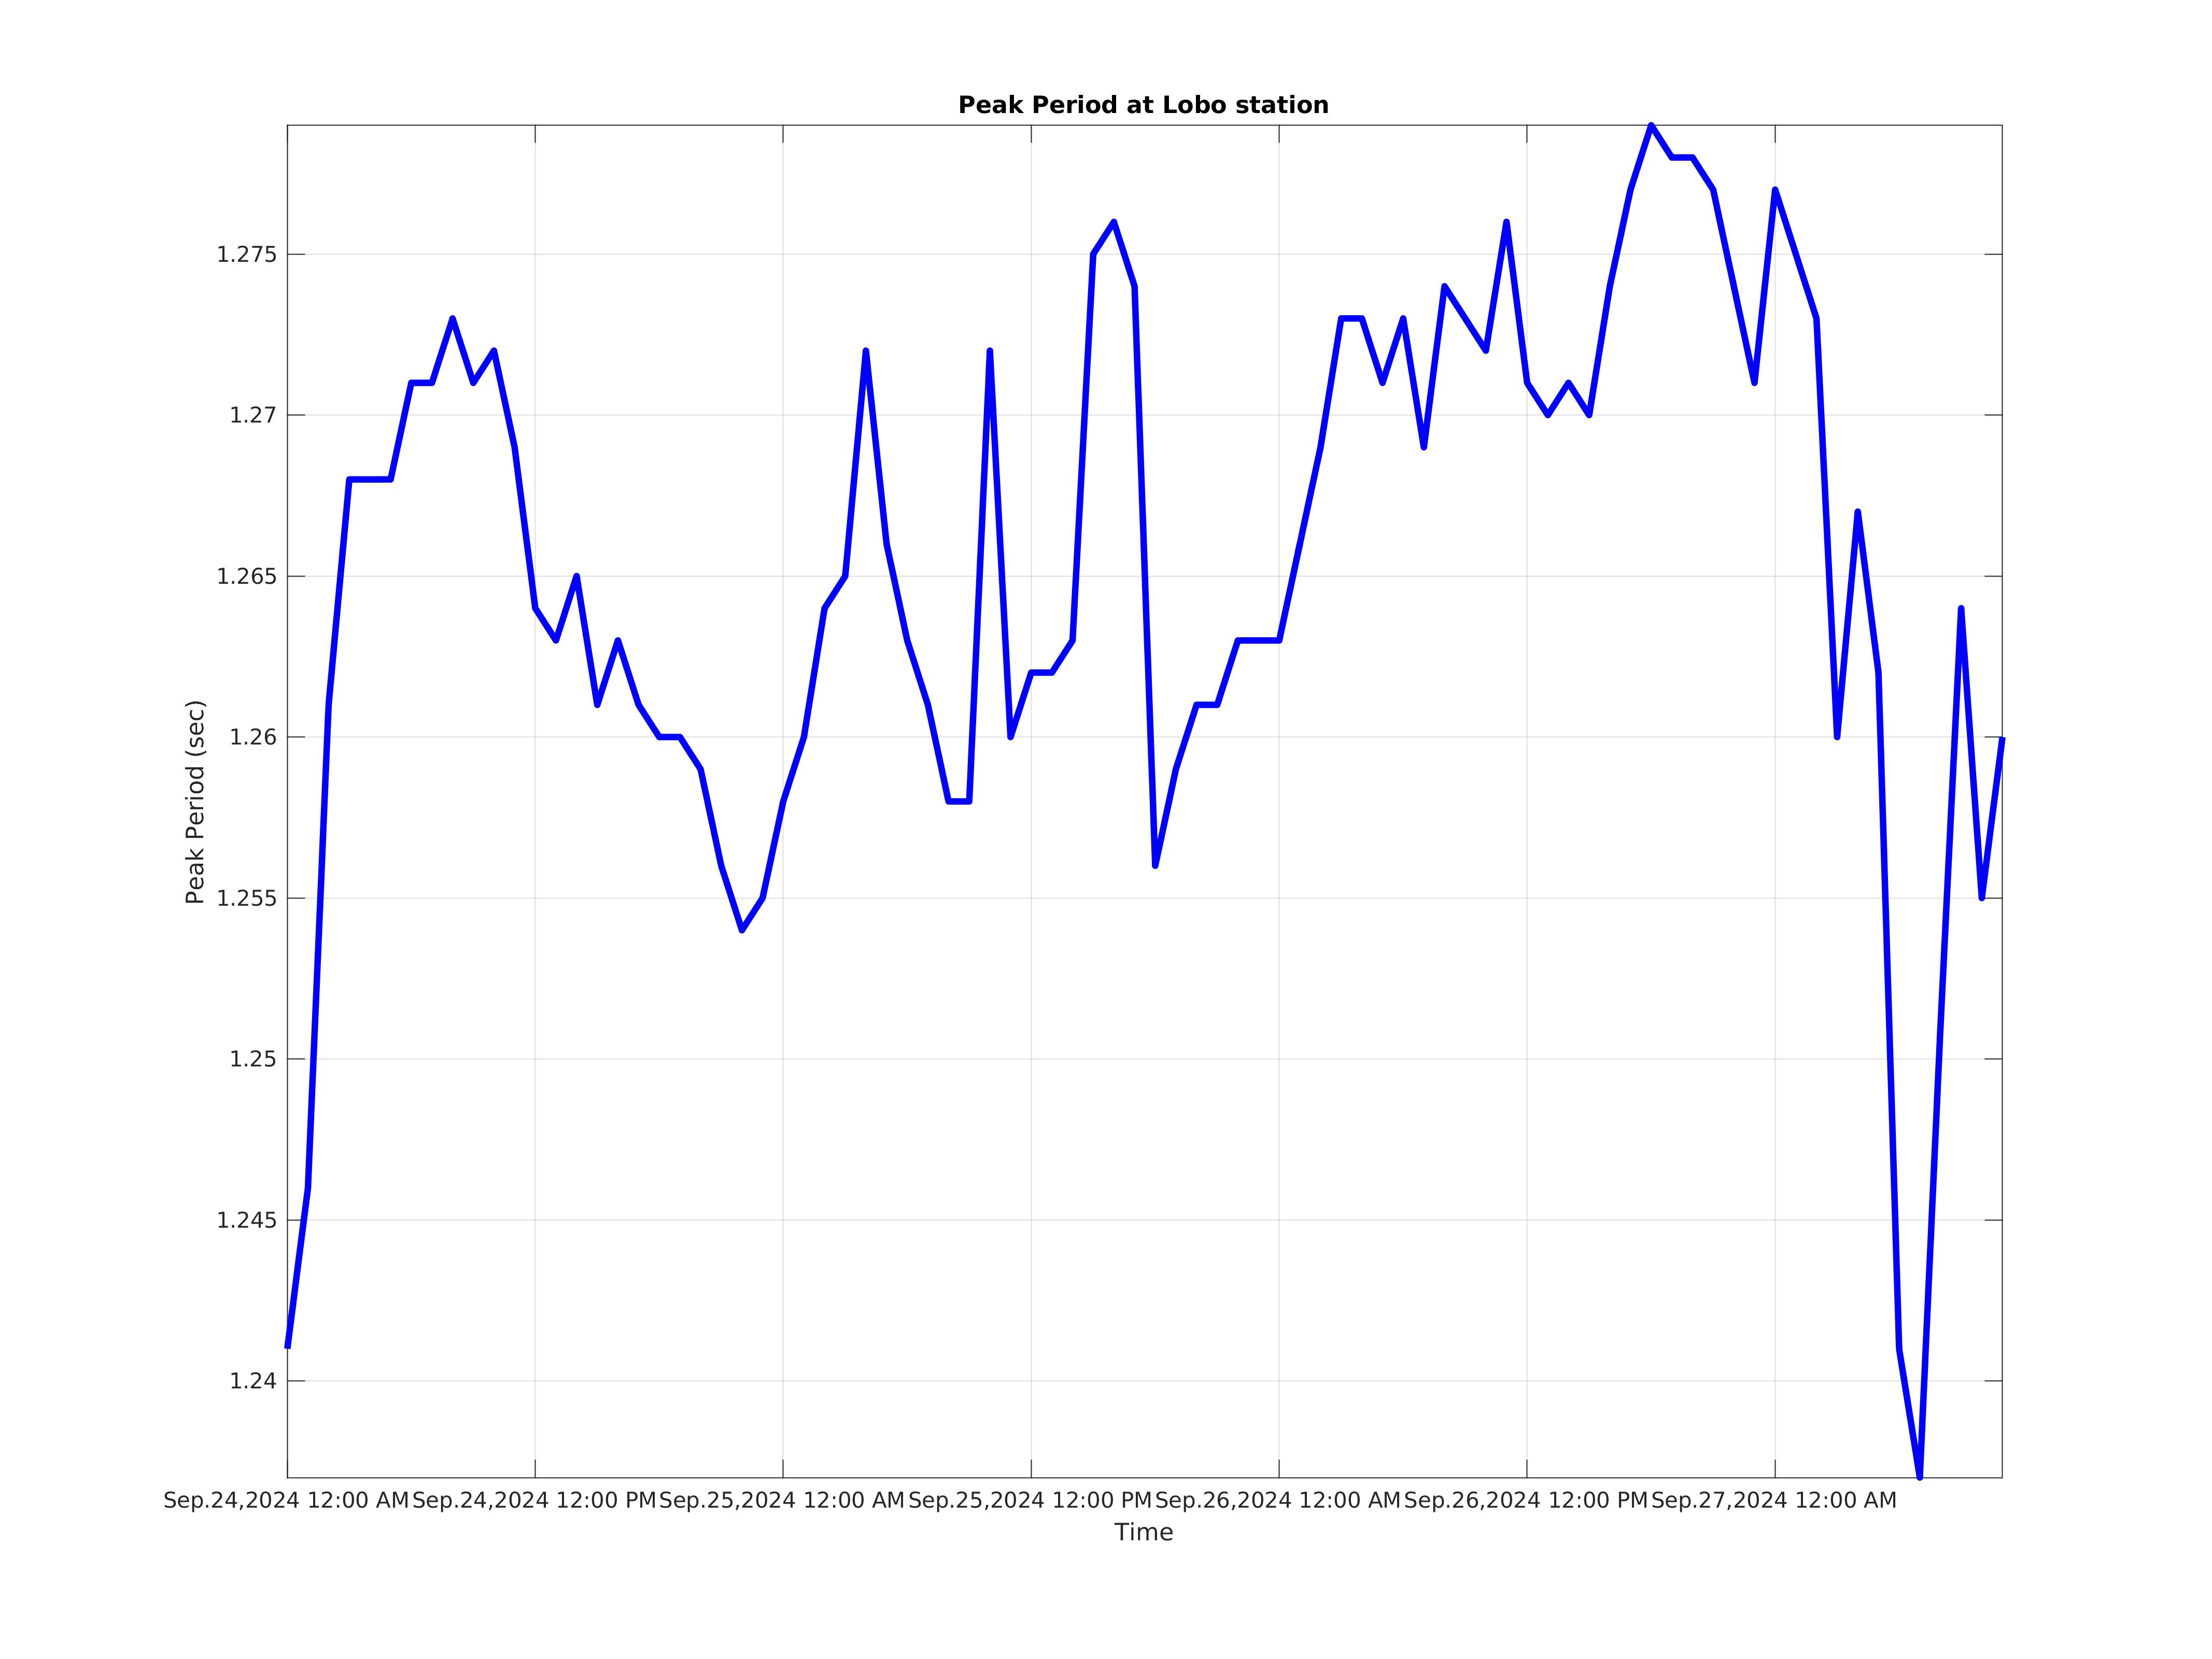 Peak Period at Lobo station
Peak Period (sec)
1.275
1.27
1.265
1.26
1.255
1.25
1.245
1.24
Sep.24,2024 12:00 AM Sep.24,2024 12:00 PM Sep.25,2024 12:00 AM Sep.25,2024 12:00 PM Sep.26,2024 12:00 AM Sep.26,2024 12:00 PM Sep.27,2024 12:00 AM
Time